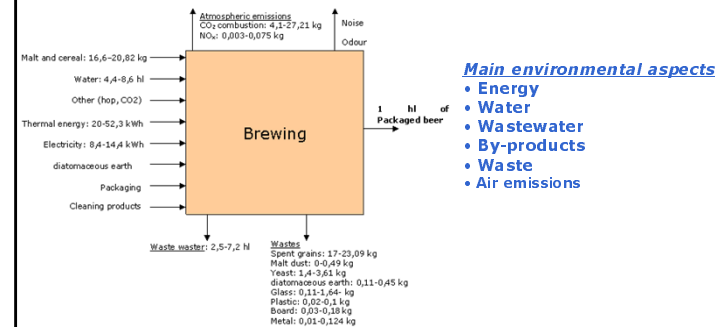 Atmospheric emissions
CO₂ combustion: 4,1-27,21 kg
NOₓ: 0,003-0,075 kg
Noise
Odour
Malt and cereal: 16,6-20,82 kg
Water: 4,4-8,6 hl
Other (hop, CO2)
Thermal energy: 20-52,3 kWh
Electricity: 8,4-14,4 kWh
diatomaceous earth
Packaging
Cleaning products
Brewing
1 hl of
Packaged beer
Waste waster: 2,5-7,2 hl
Wastes
Spent grains: 17-23,09 kg
Malt dust: 0-0,49 kg
Yeast: 1,4-3,61 kg
diatomaceous earth: 0,11-0,45 kg
Glass: 0,11-1,64- kg
Plastic: 0,02-0,1 kg
Board: 0,03-0,18 kg
Metal: 0,01-0,124 kg
Main environmental aspects
• Energy
• Water
• Wastewater
• By-products
• Waste
• Air emissions